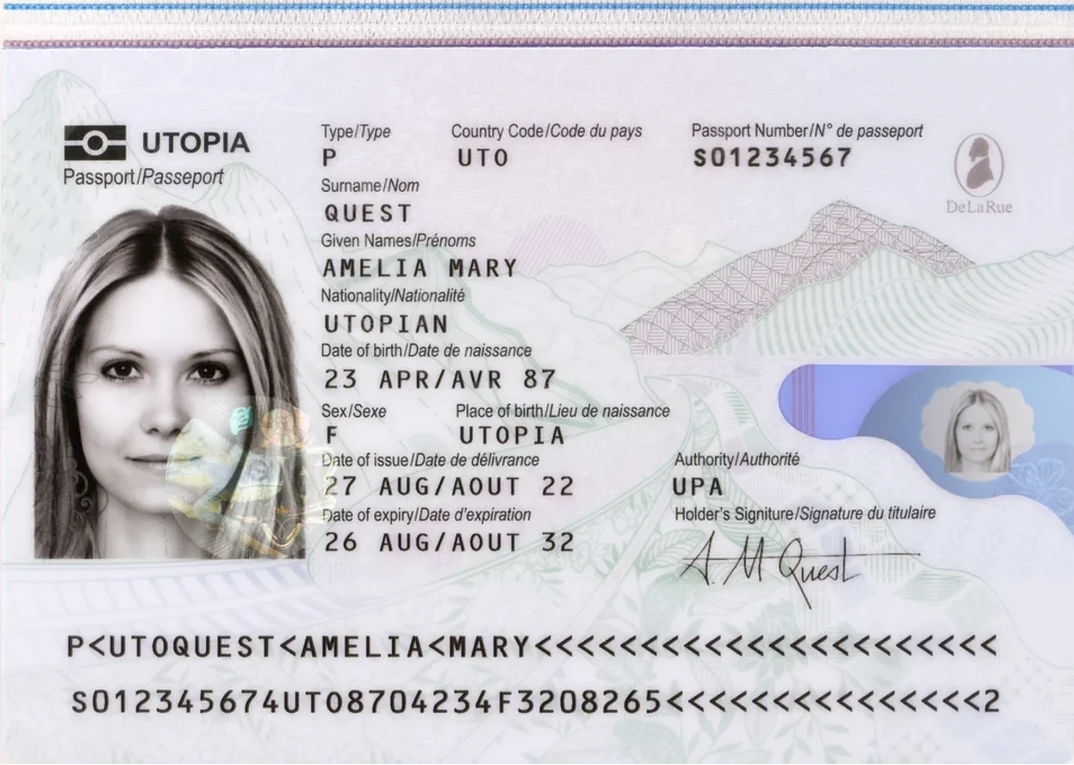 UTOPIA
Passport/Passeport
Type/Type Country Code/Code du pays Passport Number/N° de passeport
P UTO S01234567
DeLaRue
Surname/Nom
QUEST
Given Names/Prénoms
AMELIA MARY
Nationality/Nationalité
UTOPIAN
Date of birth/Date de naissance
23 APR/AVR 87
Sex/Sexe Place of birth/Lieu de naissance
F UTOPIA
Date of issue/Date de délivrance Authority/Authorité
27 AUG/AOUT 22 UPA
Date of expiry/Date d'expiration Holder's Signiture/Signature du titulaire
26 AUG/AOUT 32 A. M Quest
P<UTOQUEST<AMELIA<MARY<<<<<<<<<<<<<<<<<<<<<<
S012345674UTO8704234F3208265<<<<<<<<<<<<<<<2